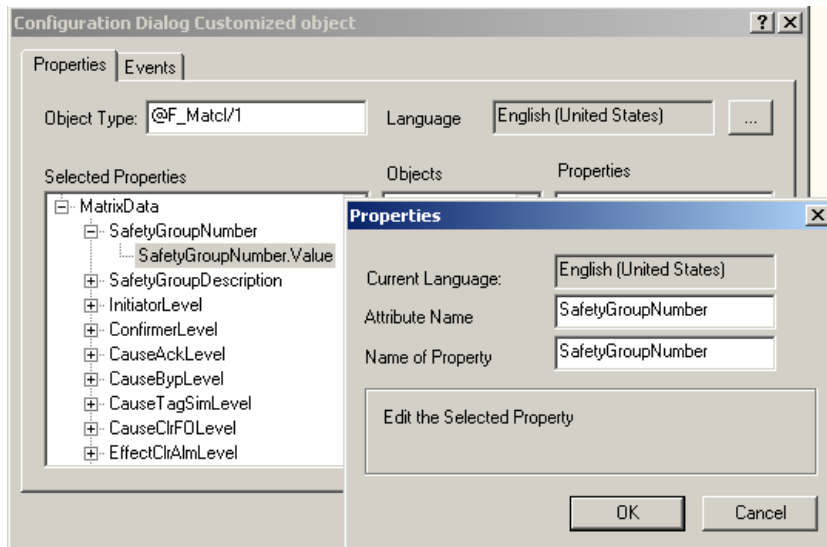 Configuration Dialog Customized object
Properties Events
Object Type: @F_Matcl/1 Language English (United States) ...
Selected Properties Objects Properties
MatrixData
SafetyGroupNumber
SafetyGroupNumber.Value
SafetyGroupDescription
InitiatorLevel
ConfirmerLevel
CauseAckLevel
CauseBypLevel
CauseTagSimLevel
CauseClrFOLevel
EffectClrAlmLevel
Properties
Current Language: English (United States)
Attribute Name SafetyGroupNumber
Name of Property SafetyGroupNumber
Edit the Selected Property
OK Cancel